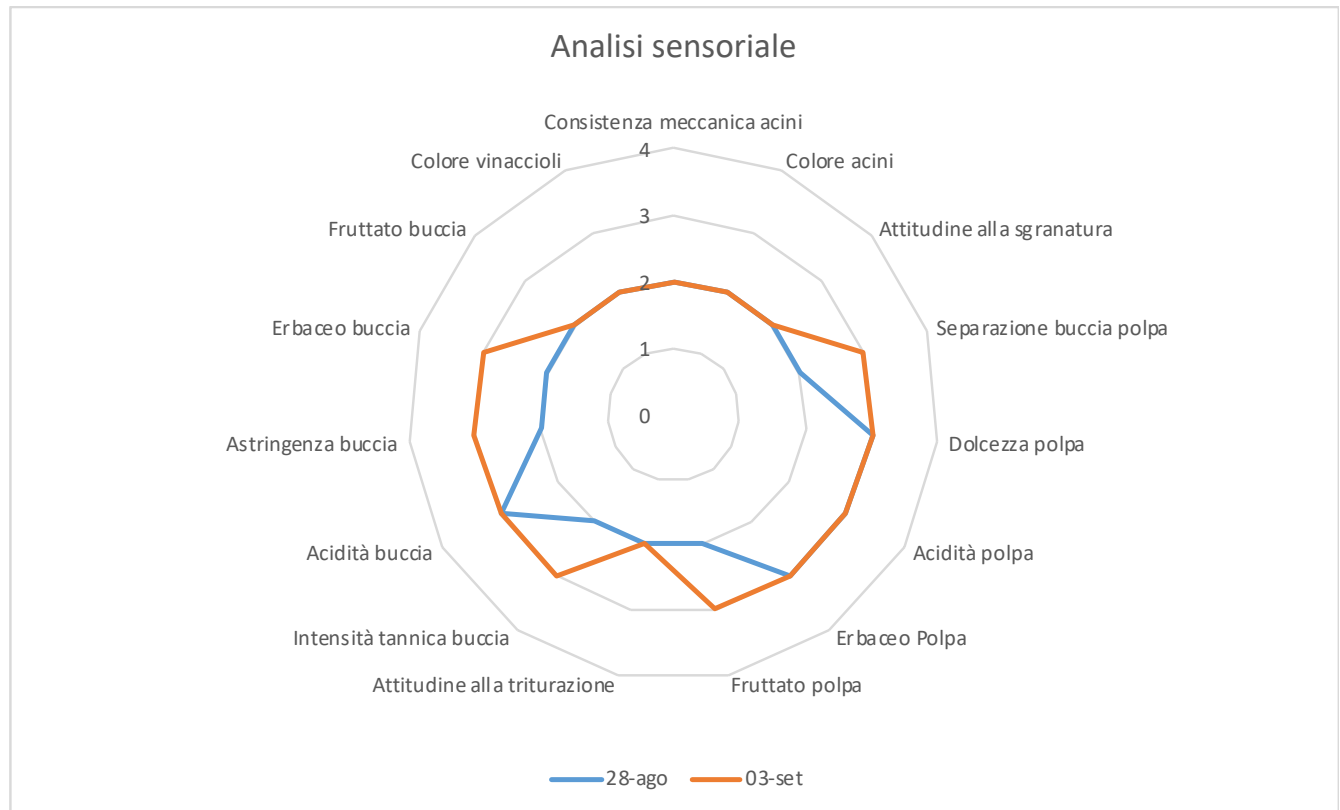 Analisi sensoriale
Consistenza meccanica acini
Colore vinaccioli
Colore acini
Fruttato buccia
Attitudine alla sgranatura
Erbaceo buccia
Separazione buccia polpa
Astringenza buccia
Dolcezza polpa
Acidità buccia
Acidità polpa
Intensità tannica buccia
Erbaceo Polpa
Attitudine alla triturazione
Fruttato polpa
4
3
2
1
0
28-ago
03-set